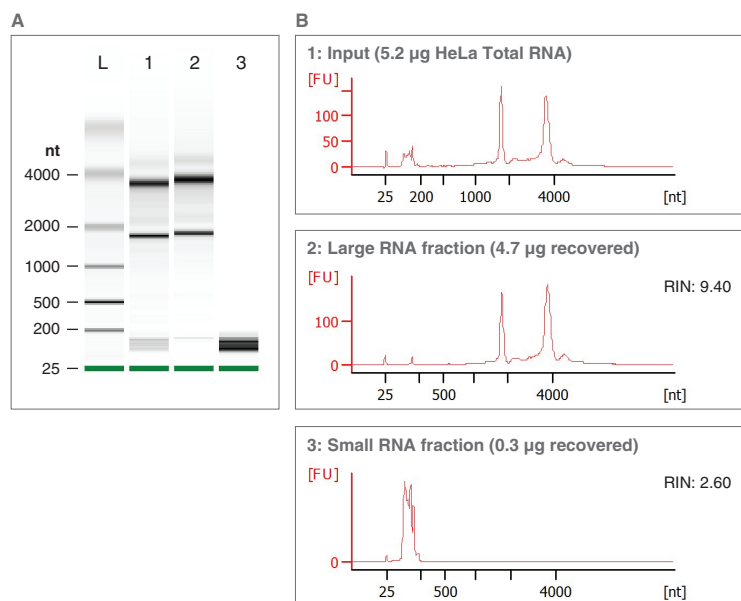 A
L 1 2 3
nt
4000
2000
1000
500
200
25
B
1: Input (5.2 µg HeLa Total RNA)
[FU]
100
50
0
25 200 1000 4000 [nt]
2: Large RNA fraction (4.7 µg recovered)
[FU]
RIN: 9.40
100
0
25 500 4000 [nt]
3: Small RNA fraction (0.3 µg recovered)
[FU]
RIN: 2.60
0
25 500 4000 [nt]